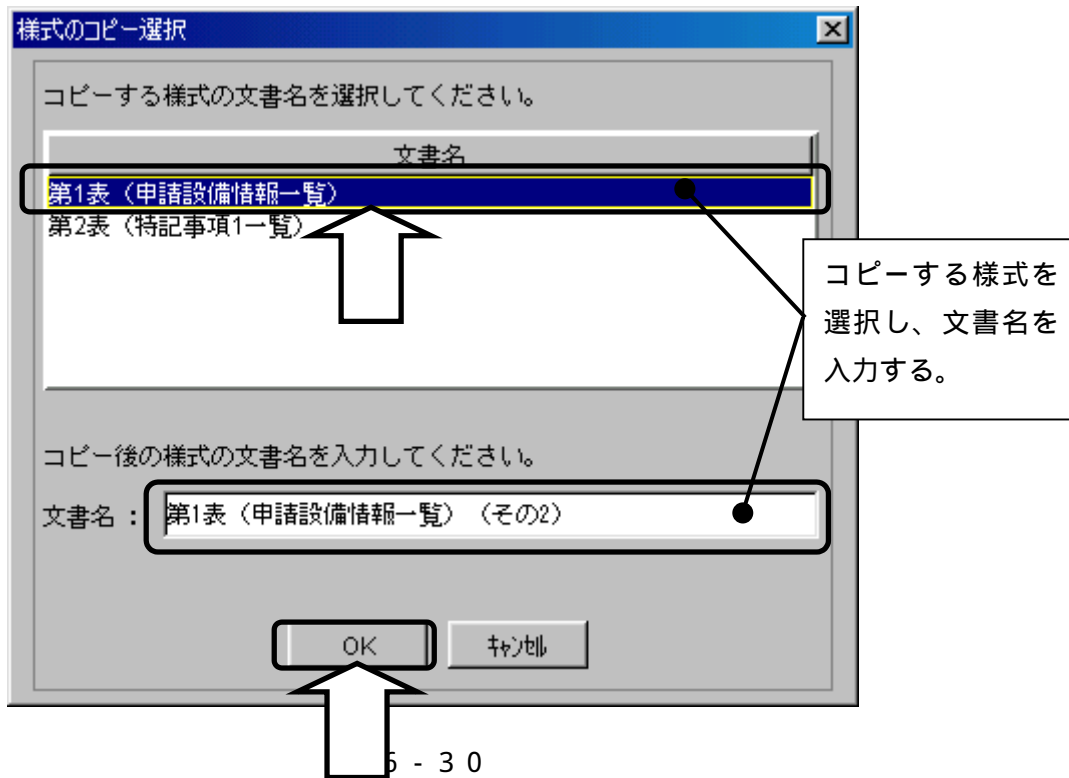 様式のコピー選択
コピーする様式の文書名を選択してください。
文書名
第1表（申請設備情報一覧）
第2表（特記事項1一覧）
コピーする様式を
選択し、文書名を
入力する。
コピー後の様式の文書名を入力してください。
文書名 : 第1表（申請設備情報一覧）（その2）
OK ｷｬﾝｾﾙ
- 3 0